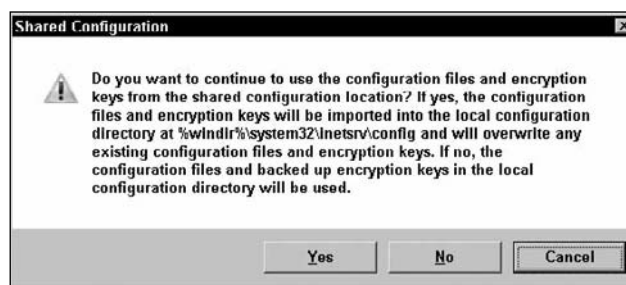 Shared Configuration
Do you want to continue to use the configuration files and encryption
keys from the shared configuration location? If yes, the configuration
files and encryption keys will be imported into the local configuration
directory at %windir%\system32\inetsrv\config and will overwrite any
existing configuration files and encryption keys. If no, the
configuration files and backed up encryption keys in the local
configuration directory will be used.
Yes
No
Cancel